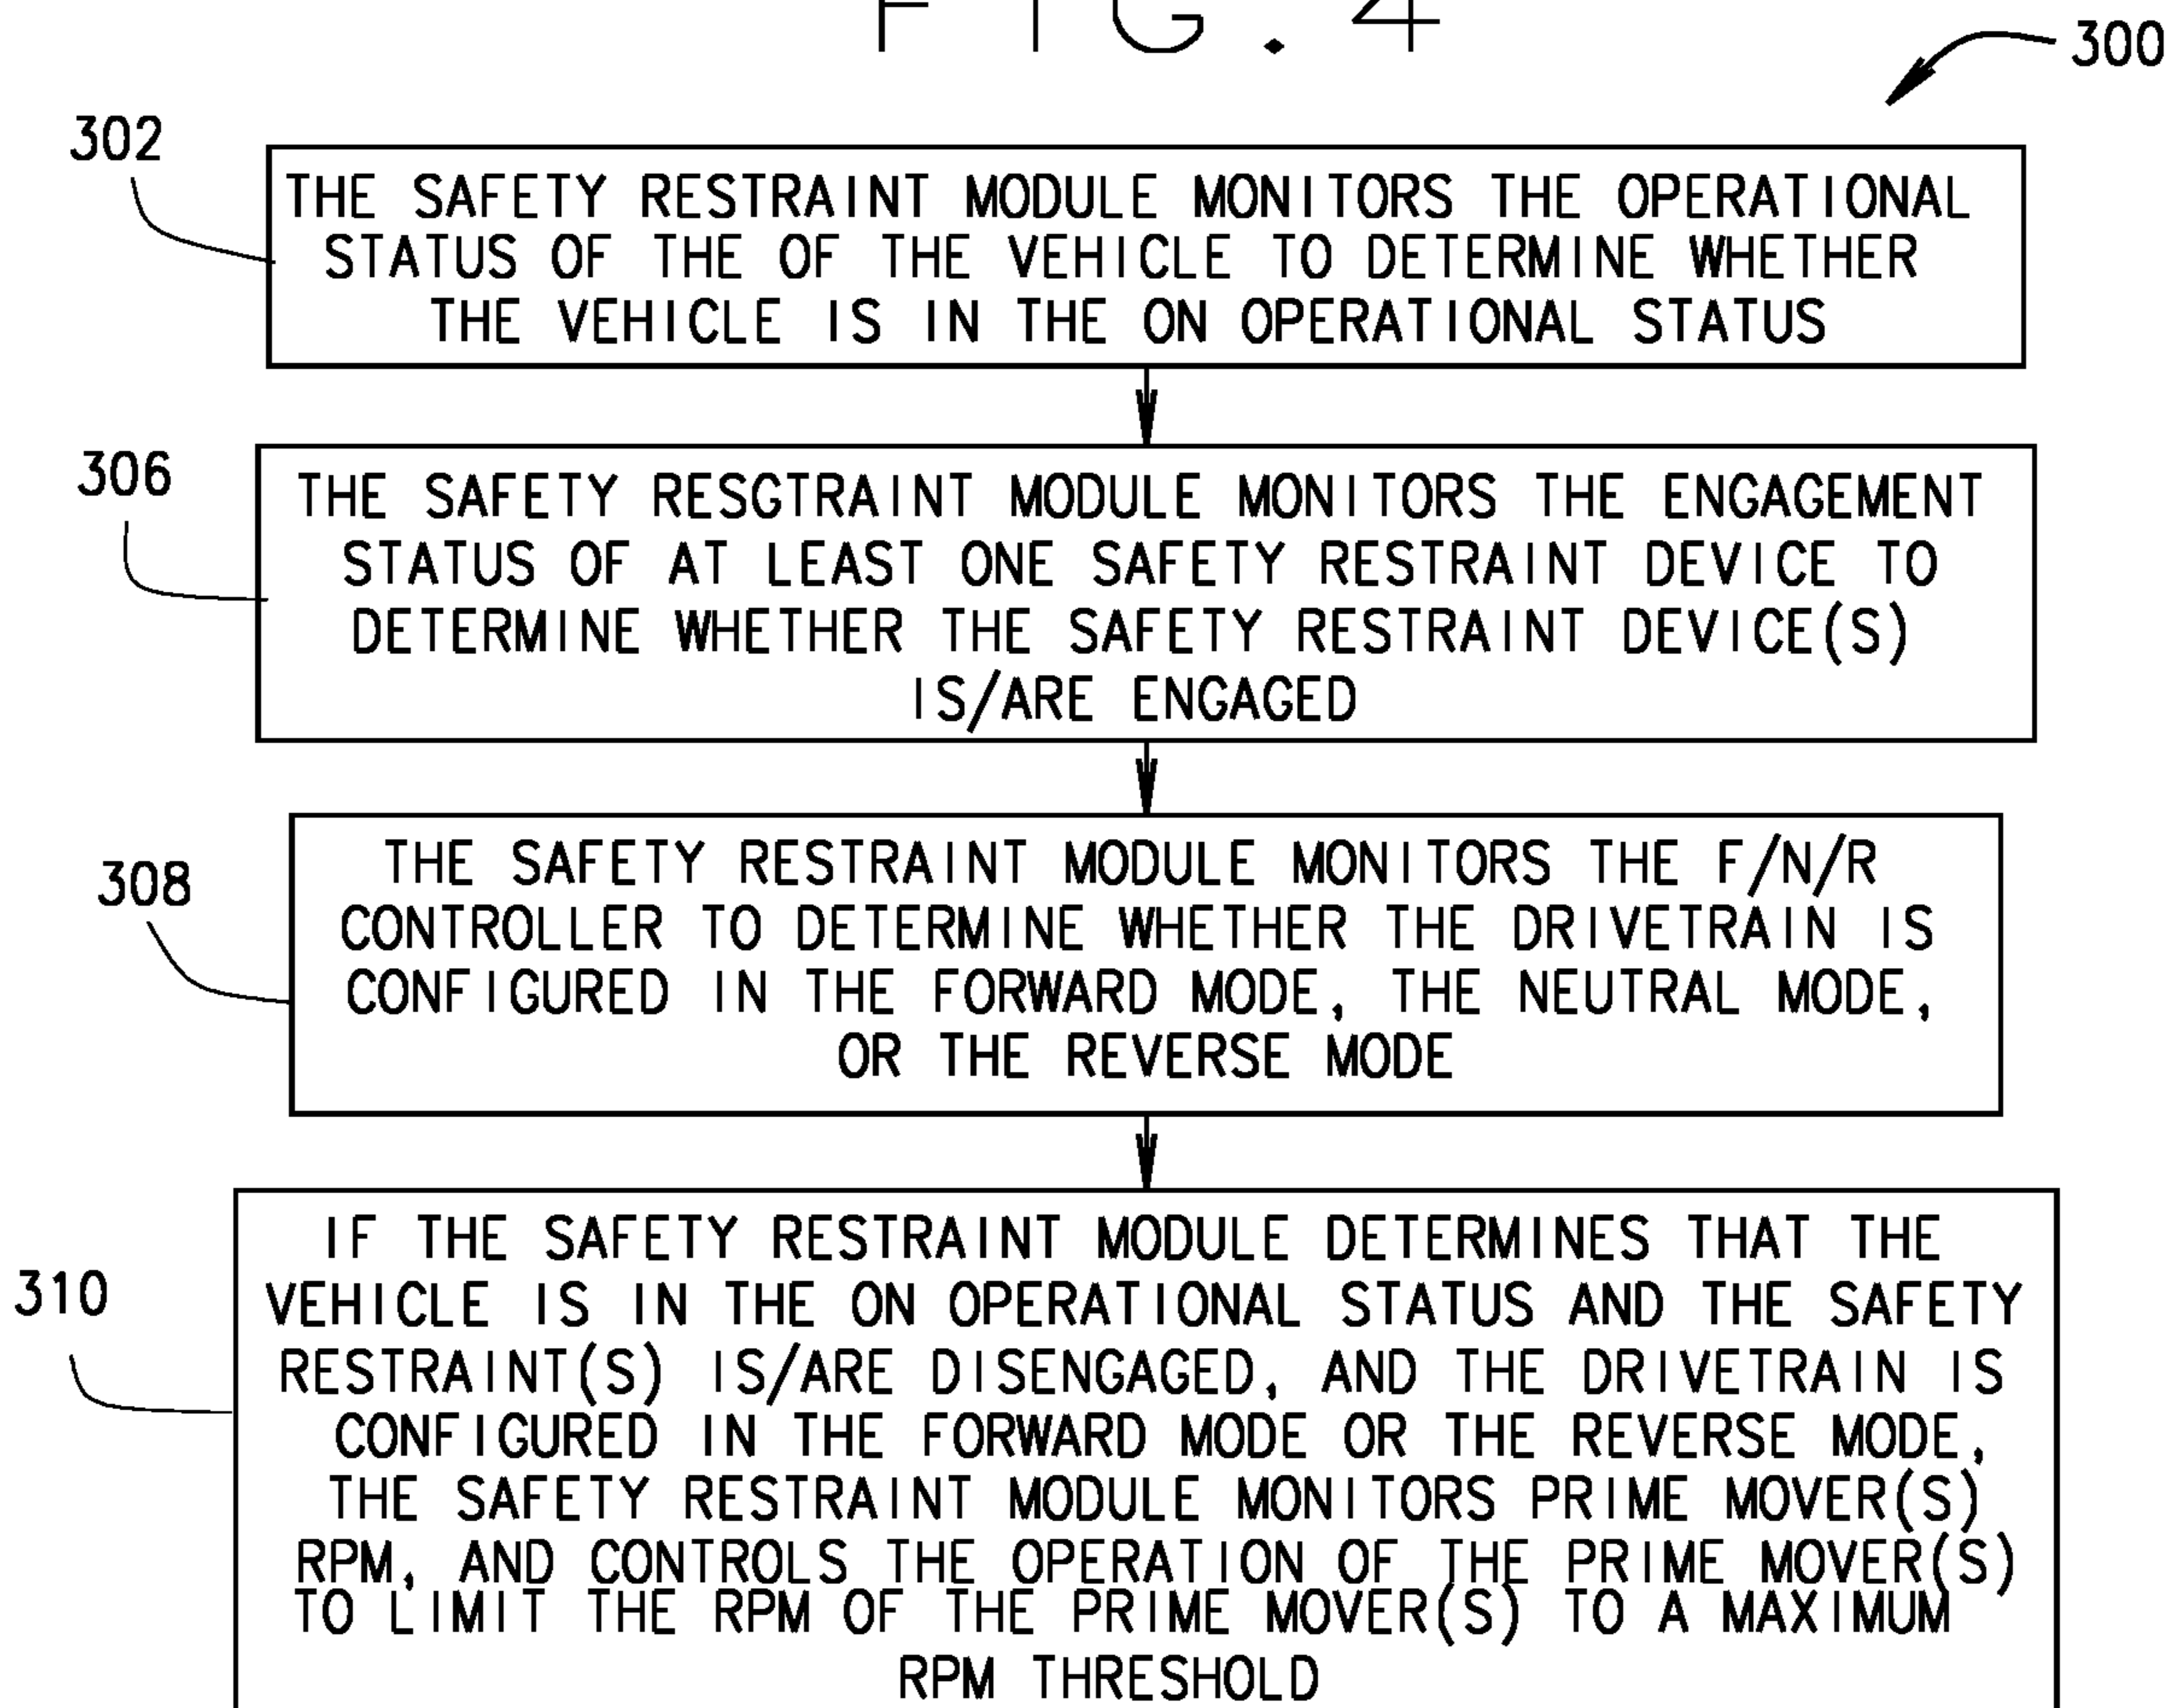 FIG. 4
300
302
THE SAFETY RESTRAINT MODULE MONITORS THE OPERATIONAL
STATUS OF THE OF THE VEHICLE TO DETERMINE WHETHER
THE VEHICLE IS IN THE ON OPERATIONAL STATUS
306
THE SAFETY RESGTRAINT MODULE MONITORS THE ENGAGEMENT
STATUS OF AT LEAST ONE SAFETY RESTRAINT DEVICE TO
DETERMINE WHETHER THE SAFETY RESTRAINT DEVICE(S)
IS/ARE ENGAGED
308
THE SAFETY RESTRAINT MODULE MONITORS THE F/N/R
CONTROLLER TO DETERMINE WHETHER THE DRIVETRAIN IS
CONFIGURED IN THE FORWARD MODE, THE NEUTRAL MODE,
OR THE REVERSE MODE
310
IF THE SAFETY RESTRAINT MODULE DETERMINES THAT THE
VEHICLE IS IN THE ON OPERATIONAL STATUS AND THE SAFETY
RESTRAINT(S) IS/ARE DISENGAGED, AND THE DRIVETRAIN IS
CONFIGURED IN THE FORWARD MODE OR THE REVERSE MODE,
THE SAFETY RESTRAINT MODULE MONITORS PRIME MOVER(S)
RPM, AND CONTROLS THE OPERATION OF THE PRIME MOVER(S)
TO LIMIT THE RPM OF THE PRIME MOVER(S) TO A MAXIMUM
RPM THRESHOLD